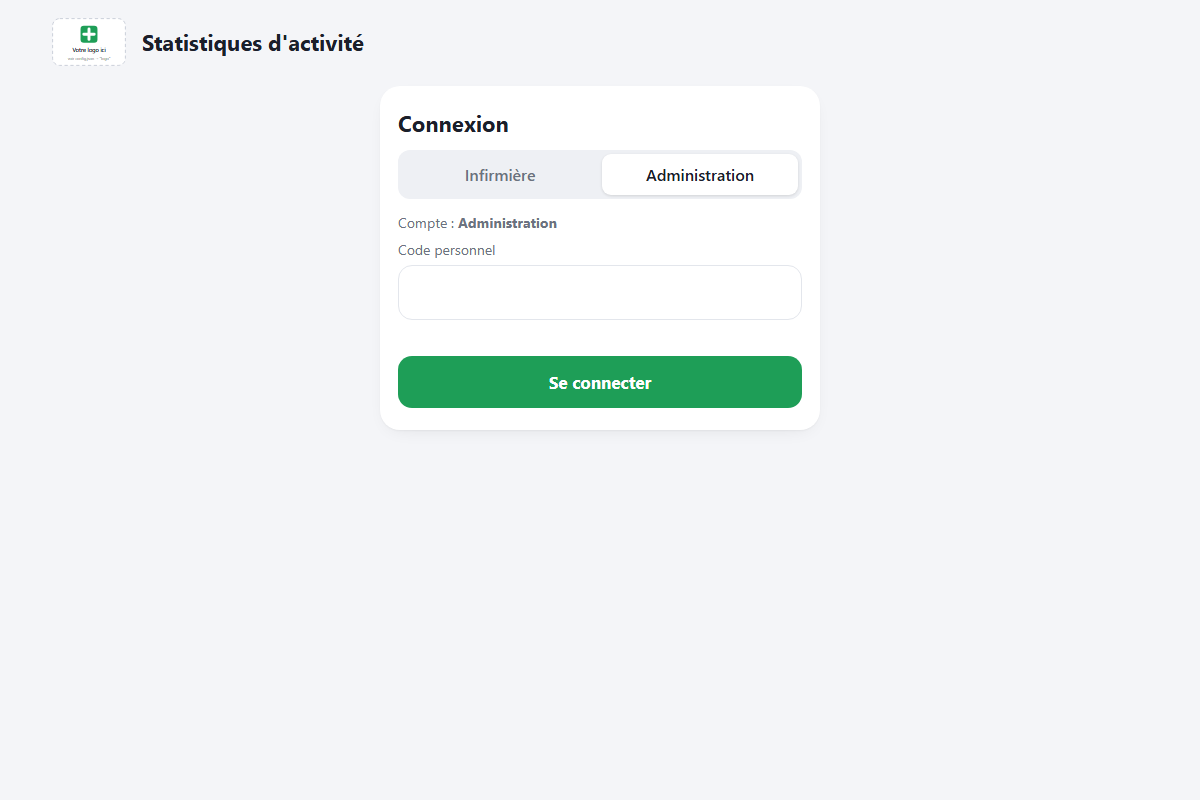 Votre logo ici
Statistiques d'activité
Connexion
Infirmière
Administration
Compte : Administration
Code personnel
Se connecter